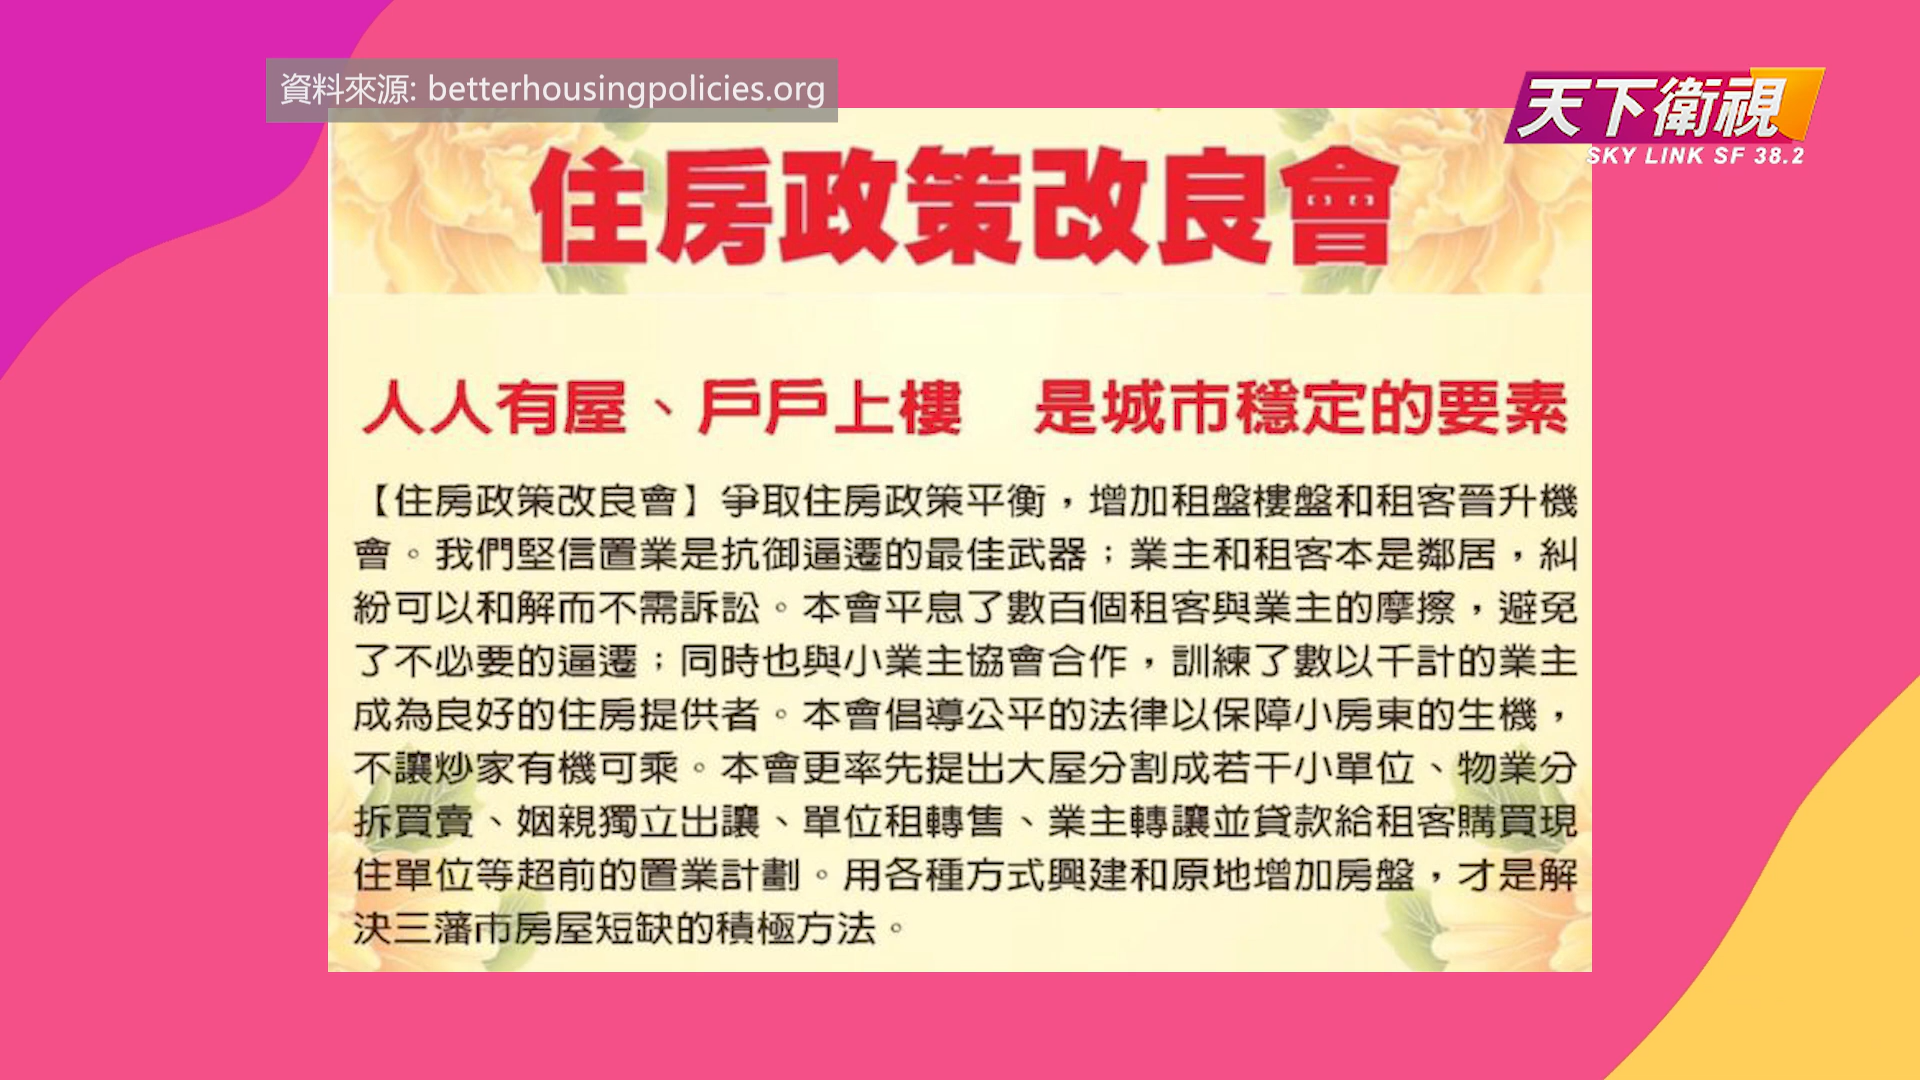 資料來源: betterhousingpolicies.org
天下衛視
SKY LINK SF 38.2
住房政策改良會
人人有屋、戶戶上樓 是城市穩定的要素
【住房政策改良會】爭取住房政策平衡，增加租盤樓盤和租客晉升機
會。我們堅信置業是抗御逼遷的最佳武器；業主和租客本是鄰居，糾
紛可以和解而不需訴訟。本會平息了數百個租客與業主的摩擦，避免
了不必要的逼遷；同時也與小業主協會合作，訓練了數以千計的業主
成為良好的住房提供者。本會倡導公平的法律以保障小房東的生機，
不讓炒家有機可乘。本會更率先提出大屋分割成若干小單位、物業分
拆買賣、姻親獨立出讓、單位租轉售、業主轉讓並貸款給租客購買現
住單位等超前的置業計劃。用各種方式興建和原地增加房盤，才是解
決三藩市房屋短缺的積極方法。